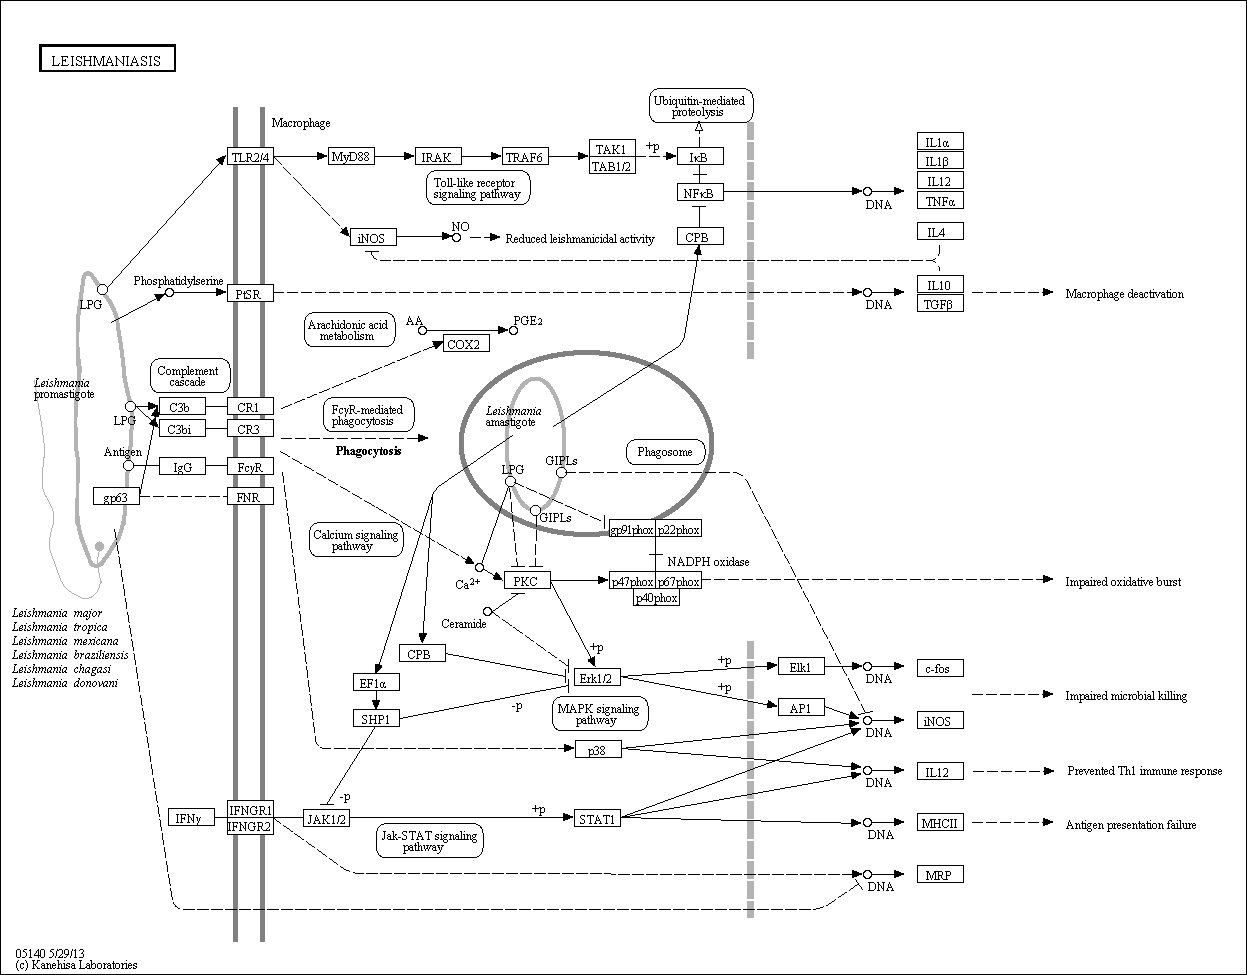 LEISHMANIASIS
Macrophage
Ubiquitin-mediated
proteolysis
TLR2/4
MyD88
IRAK
TRAF6
TAK1
TAB1/2
+p
IκB
IL1α
IL1β
IL12
TNFα
Toll-like receptor
signaling pathway
NFκB
DNA
iNOS
NO
Reduced leishmanicidal activity
CPB
IL4
LPG
Phosphatidylserine
PtSR
DNA
IL10
TGFβ
Macrophage deactivation
Arachidonic acid
metabolism
AA
PGE2
COX2
Leishmania
promastigote
Complement
cascade
LPG
C3b
CR1
C3bi
CR3
FcγR-mediated
phagocytosis
Phagocytosis
Leishmania
amastigote
Phagosome
Antigen
IgG
FcγR
gp63
FNR
LPG
GIPLs
GIPLs
gp91phox
p22phox
Calcium signaling
pathway
NADPH oxidase
Ca2+
PKC
p47phox
p67phox
p40phox
Impaired oxidative burst
Ceramide
Leishmania major
Leishmania tropica
Leishmania mexicana
Leishmania braziliensis
Leishmania chagasi
Leishmania donovani
CPB
+p
Erk1/2
+p
Elk1
DNA
c-fos
EF1α
+p
Impaired microbial killing
SHP1
-p
MAPK signaling
pathway
AP1
DNA
iNOS
p38
DNA
IL12
Prevented Th1 immune response
-p
IFNγ
IFNGR1
IFNGR2
JAK1/2
+p
STAT1
DNA
MHCII
Antigen presentation failure
Jak-STAT signaling
pathway
DNA
MRP
05140 5/29/13
(c) Kanehisa Laboratories